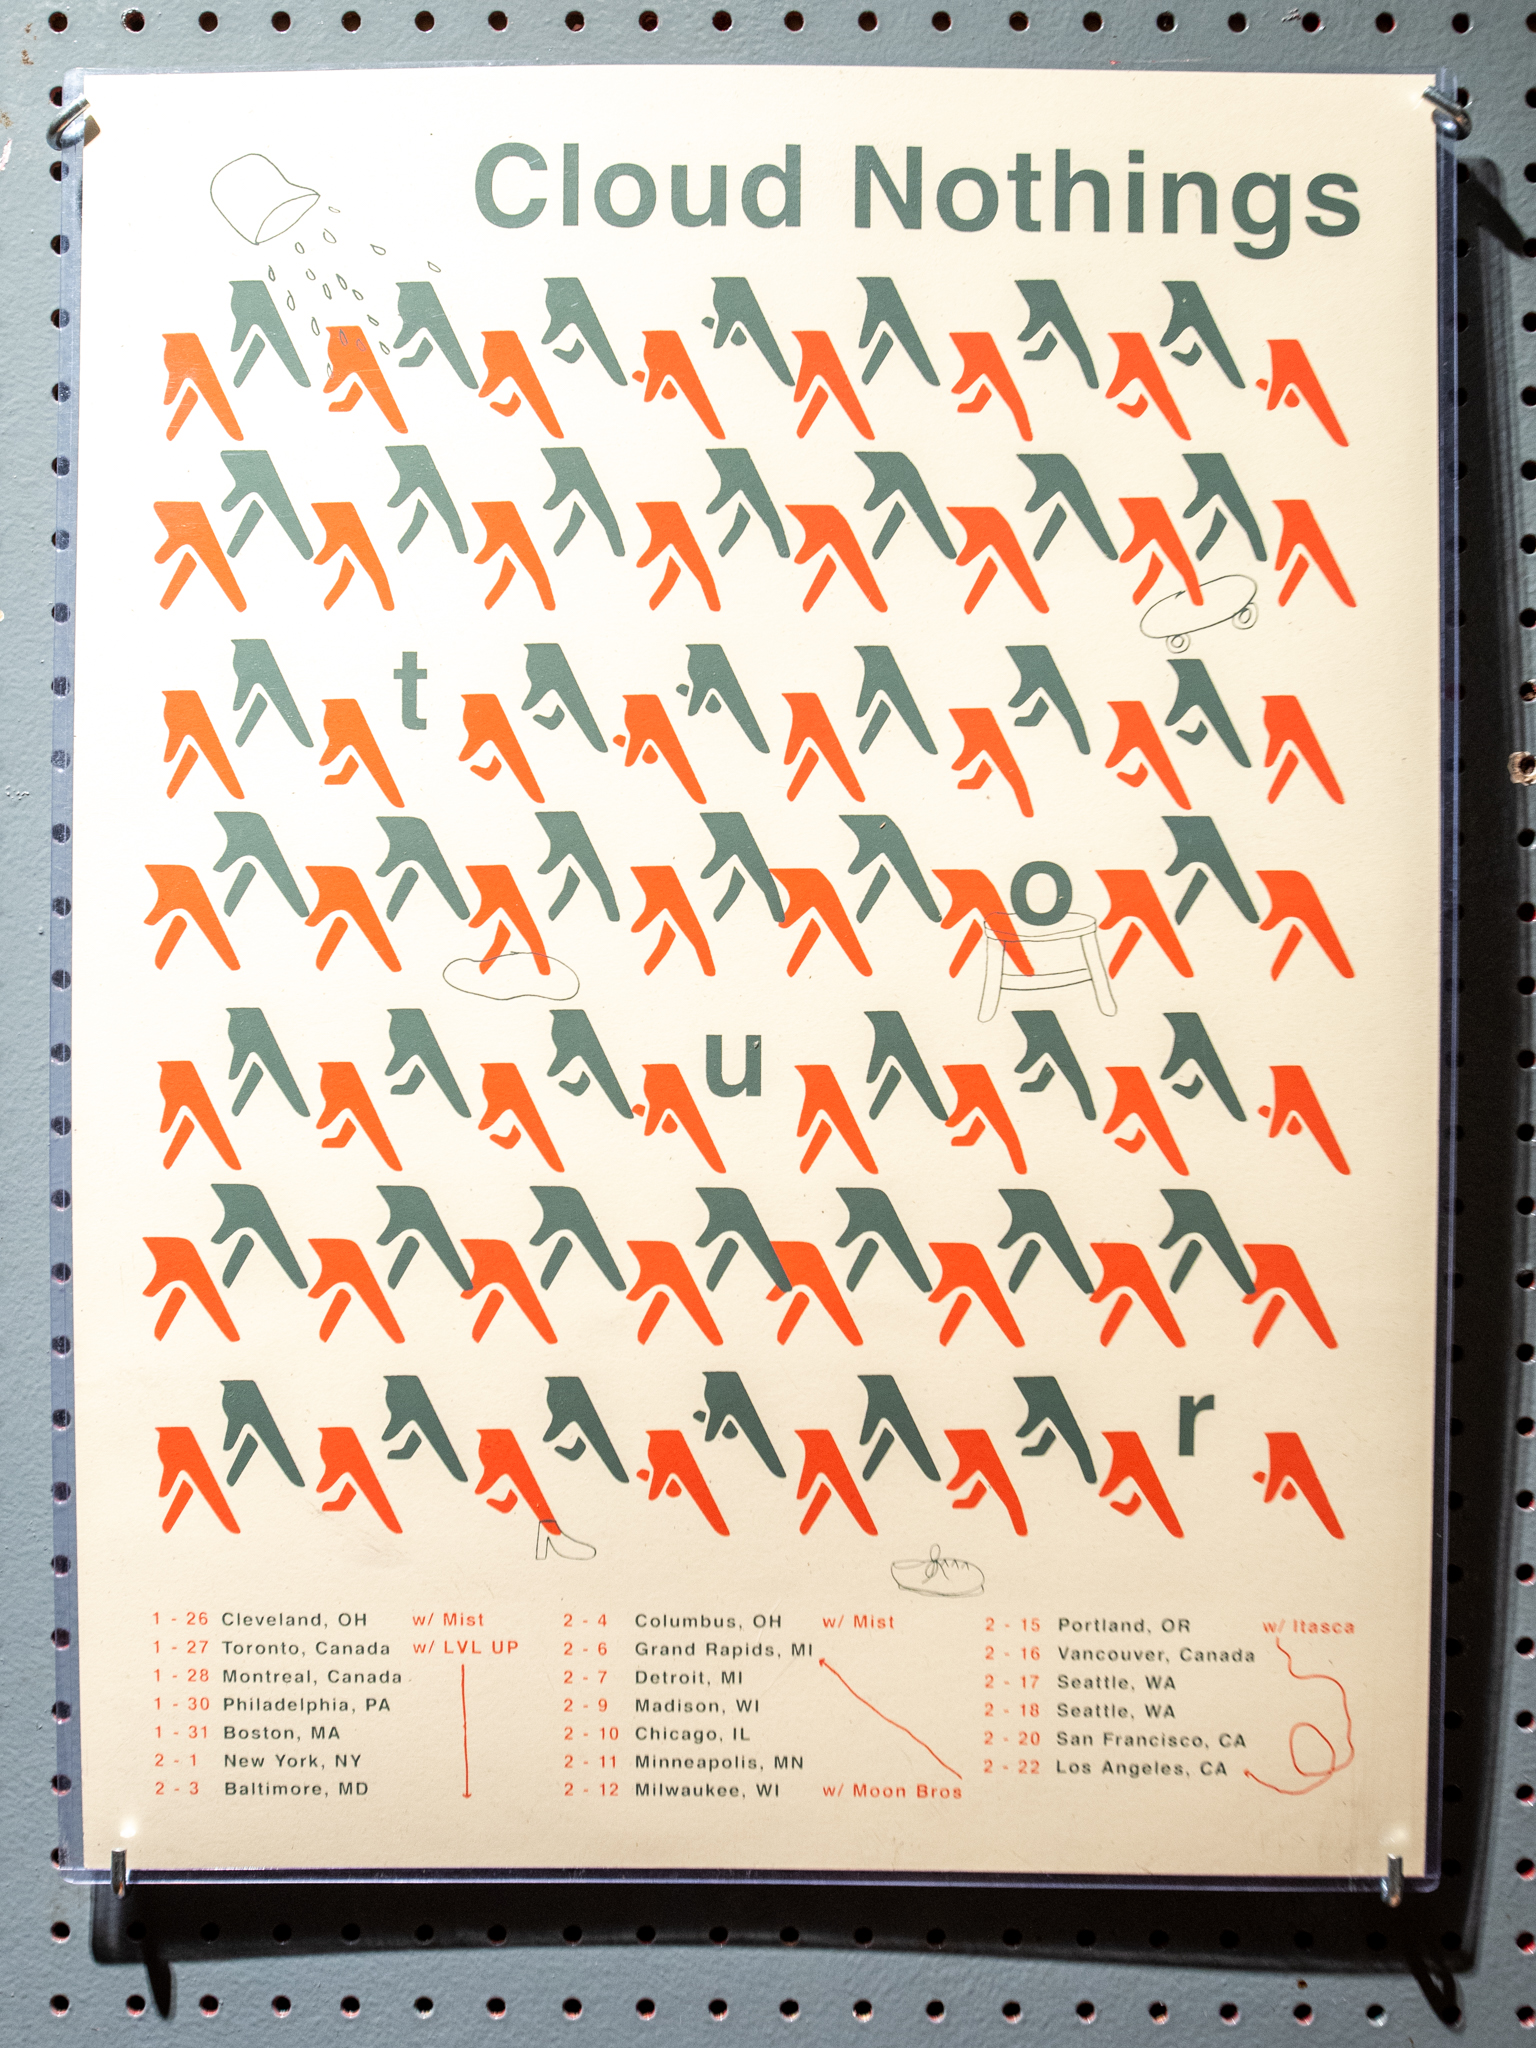 Cloud Nothings
t
o
u
r
1 - 26 Cleveland, OH w/ Mist
1 - 27 Toronto, Canada w/ LVL UP
1 - 28 Montreal, Canada
1 - 30 Philadelphia, PA
1 - 31 Boston, MA
2 - 1 New York, NY
2 - 3 Baltimore, MD
2 - 4 Columbus, OH w/ Mist
2 - 6 Grand Rapids, MI
2 - 7 Detroit, MI
2 - 9 Madison, WI
2 - 10 Chicago, IL
2 - 11 Minneapolis, MN
2 - 12 Milwaukee, WI w/ Moon Bros
2 - 15 Portland, OR w/ Itasca
2 - 16 Vancouver, Canada
2 - 17 Seattle, WA
2 - 18 Seattle, WA
2 - 20 San Francisco, CA
2 - 22 Los Angeles, CA